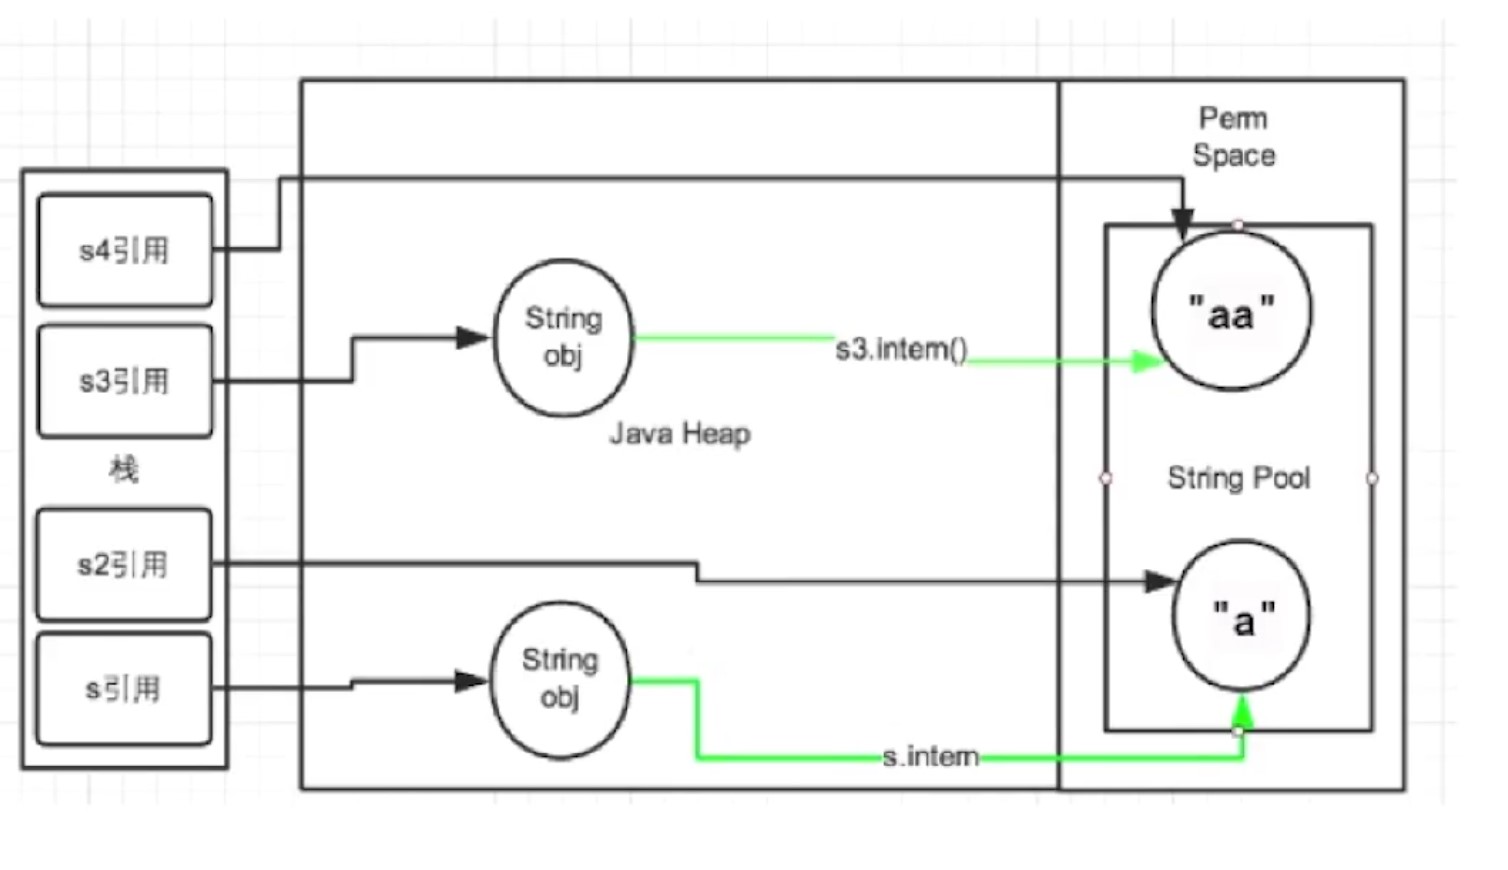 Perm
Space
s4引用
"aa"
String
obj
s3.intern()
s3引用
Java Heap
栈
String Pool
s2引用
"a"
String
obj
s引用
s.intern